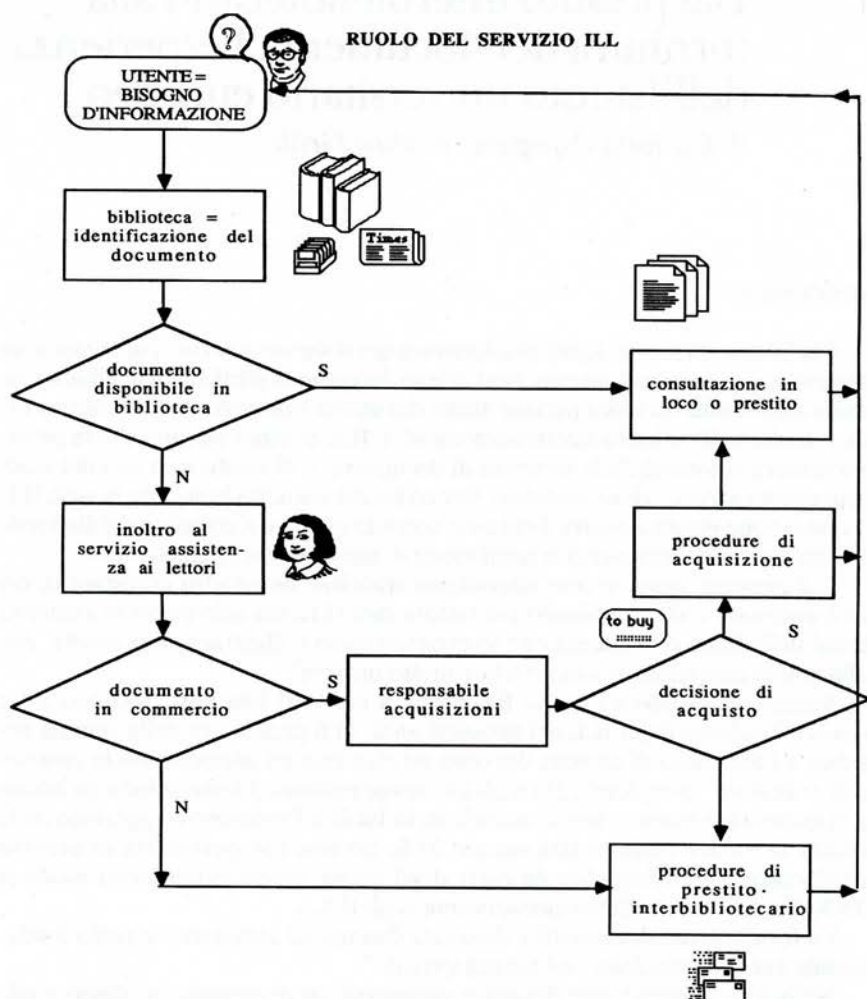 RUOLO DEL SERVIZIO ILL
?
UTENTE =
BISOGNO
D'INFORMAZIONE
biblioteca =
identificazione del
documento
Times
documento
disponibile in
biblioteca
S
consultazione in
loco o prestito
N
inoltro al
servizio assisten-
za ai lettori
procedure di
acquisizione
to buy
S
documento
in commercio
S
responsabile
acquisizioni
decisione di
acquisto
N
procedure di
prestito
interbibliotecario